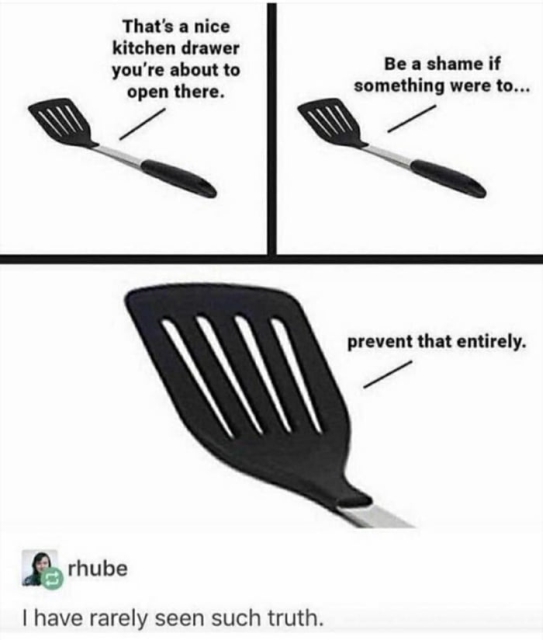 That's a nice
kitchen drawer
you're about to
open there.
Be a shame if
something were to...
prevent that entirely.
rhube
I have rarely seen such truth.